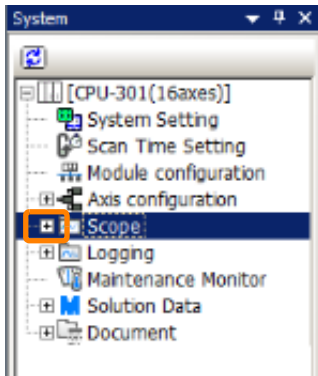 System
[CPU-301(16axes)]
System Setting
Scan Time Setting
Module configuration
Axis configuration
Scope
Logging
Maintenance Monitor
Solution Data
Document